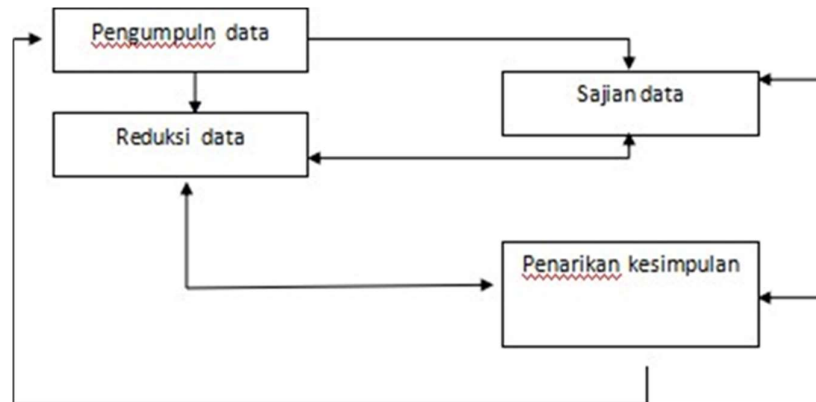 Pengumpuln data
Sajian data
Reduksi data
Penarikan kesimpulan